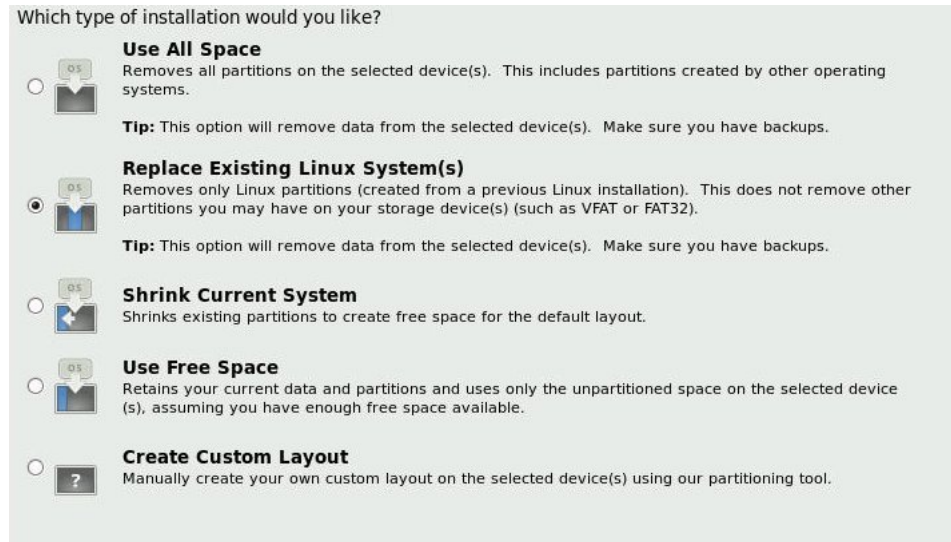 Which type of installation would you like?
OS
Use All Space
Removes all partitions on the selected device(s).  This includes partitions created by other operating
systems.
Tip: This option will remove data from the selected device(s).  Make sure you have backups.
OS
Replace Existing Linux System(s)
Removes only Linux partitions (created from a previous Linux installation).  This does not remove other
partitions you may have on your storage device(s) (such as VFAT or FAT32).
Tip: This option will remove data from the selected device(s).  Make sure you have backups.
OS
Shrink Current System
Shrinks existing partitions to create free space for the default layout.
OS
Use Free Space
Retains your current data and partitions and uses only the unpartitioned space on the selected device
(s), assuming you have enough free space available.
?
Create Custom Layout
Manually create your own custom layout on the selected device(s) using our partitioning tool.